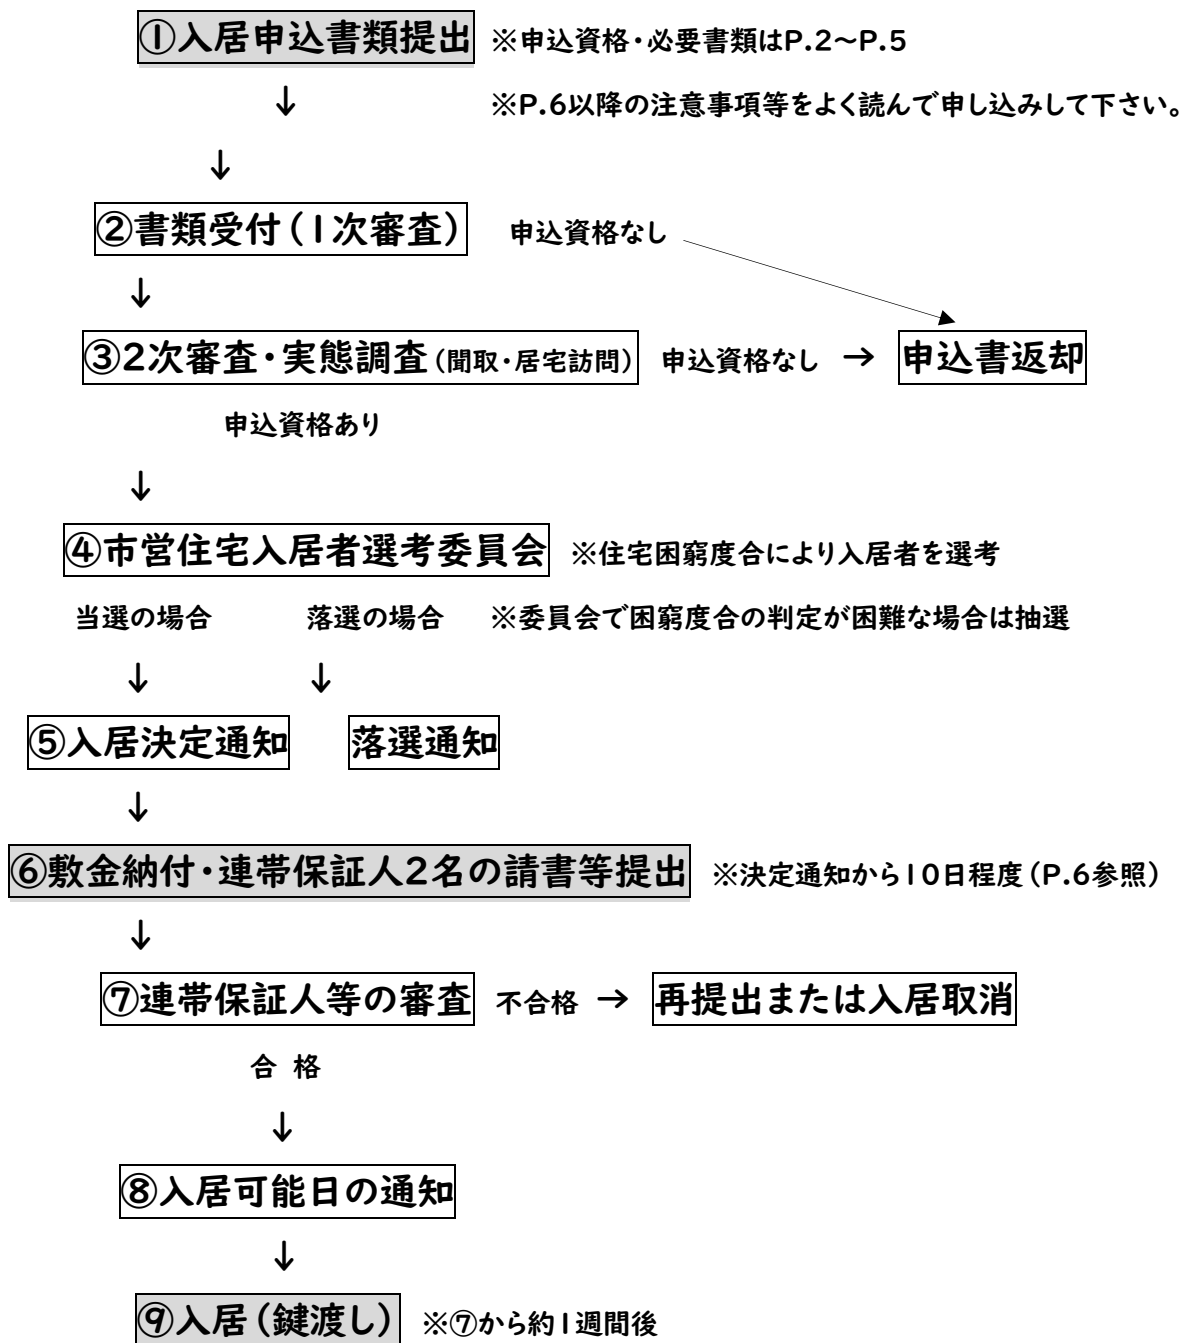 ①入居申込書類提出 ※申込資格・必要書類はP.2～P.5
↓ ※P.6以降の注意事項等をよく読んで申し込みして下さい。
↓
②書類受付(1次審査) 申込資格なし
↓
③2次審査・実態調査(聞取・居宅訪問) 申込資格なし → 申込書返却
申込資格あり
↓
④市営住宅入居者選考委員会 ※住宅困窮度合により入居者を選考
当選の場合 落選の場合 ※委員会で困窮度合の判定が困難な場合は抽選
↓ ↓
⑤入居決定通知 落選通知
↓
⑥敷金納付・連帯保証人2名の請書等提出 ※決定通知から10日程度(P.6参照)
↓
⑦連帯保証人等の審査 不合格 → 再提出または入居取消
合 格
↓
⑧入居可能日の通知
↓
⑨入居(鍵渡し) ※⑦から約1週間後